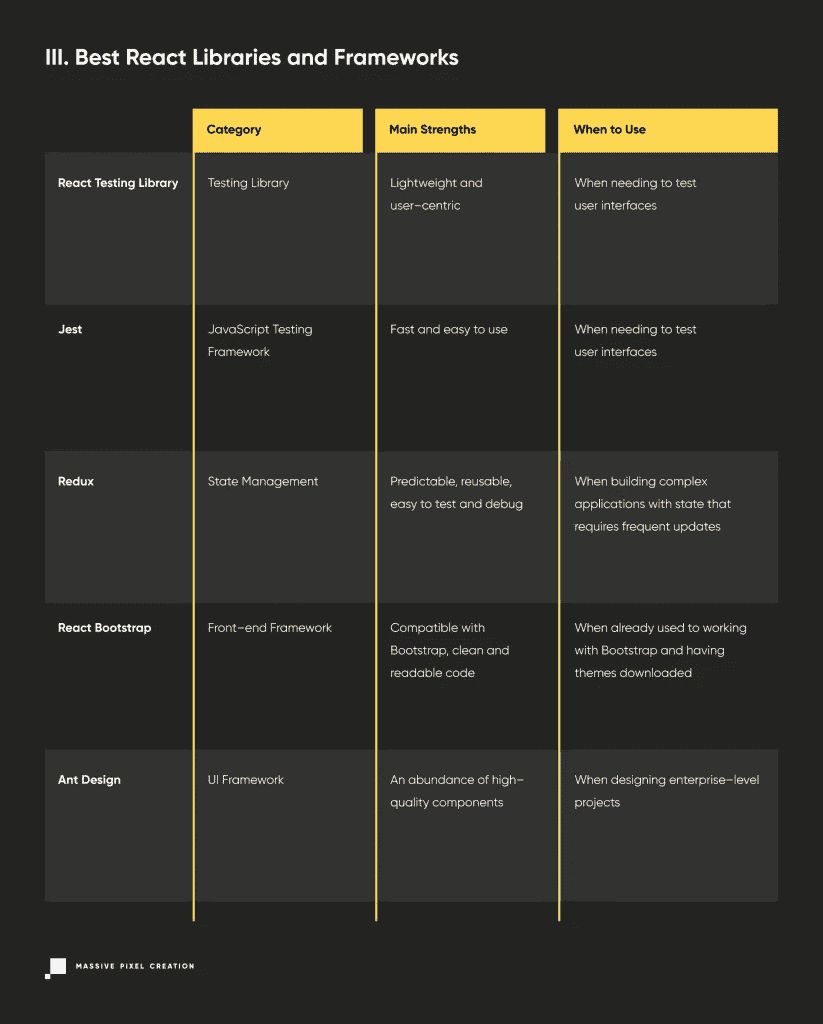 III. Best React Libraries and Frameworks
Category
Main Strengths
When to Use
React Testing Library
Testing Library
Lightweight and
user–centric
When needing to test
user interfaces
Jest
JavaScript Testing
Framework
Fast and easy to use
When needing to test
user interfaces
Redux
State Management
Predictable, reusable,
easy to test and debug
When building complex
applications with state that
requires frequent updates
React Bootstrap
Front–end Framework
Compatible with
Bootstrap, clean and
readable code
When already used to working
with Bootstrap and having
themes downloaded
Ant Design
UI Framework
An abundance of high–
quality components
When designing enterprise–level
projects
MASSIVE PIXEL CREATION